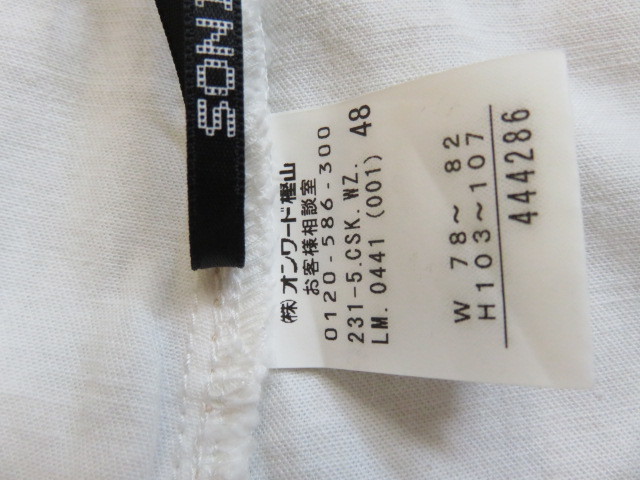 SONI
(株)オンワード樫山
お客様相談室
0120-586-300
231-5.CSK.WZ. 48
LM. 0441 (001)
W 78~ 82
H103~107
444286